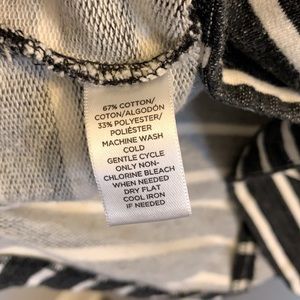 67% COTTON/
COTON/ALGODÓN
33% POLYESTER/
POLIÉSTER
MACHINE WASH
COLD
GENTLE CYCLE
ONLY NON-
CHLORINE BLEACH
WHEN NEEDED
DRY FLAT
COOL IRON
IF NEEDED